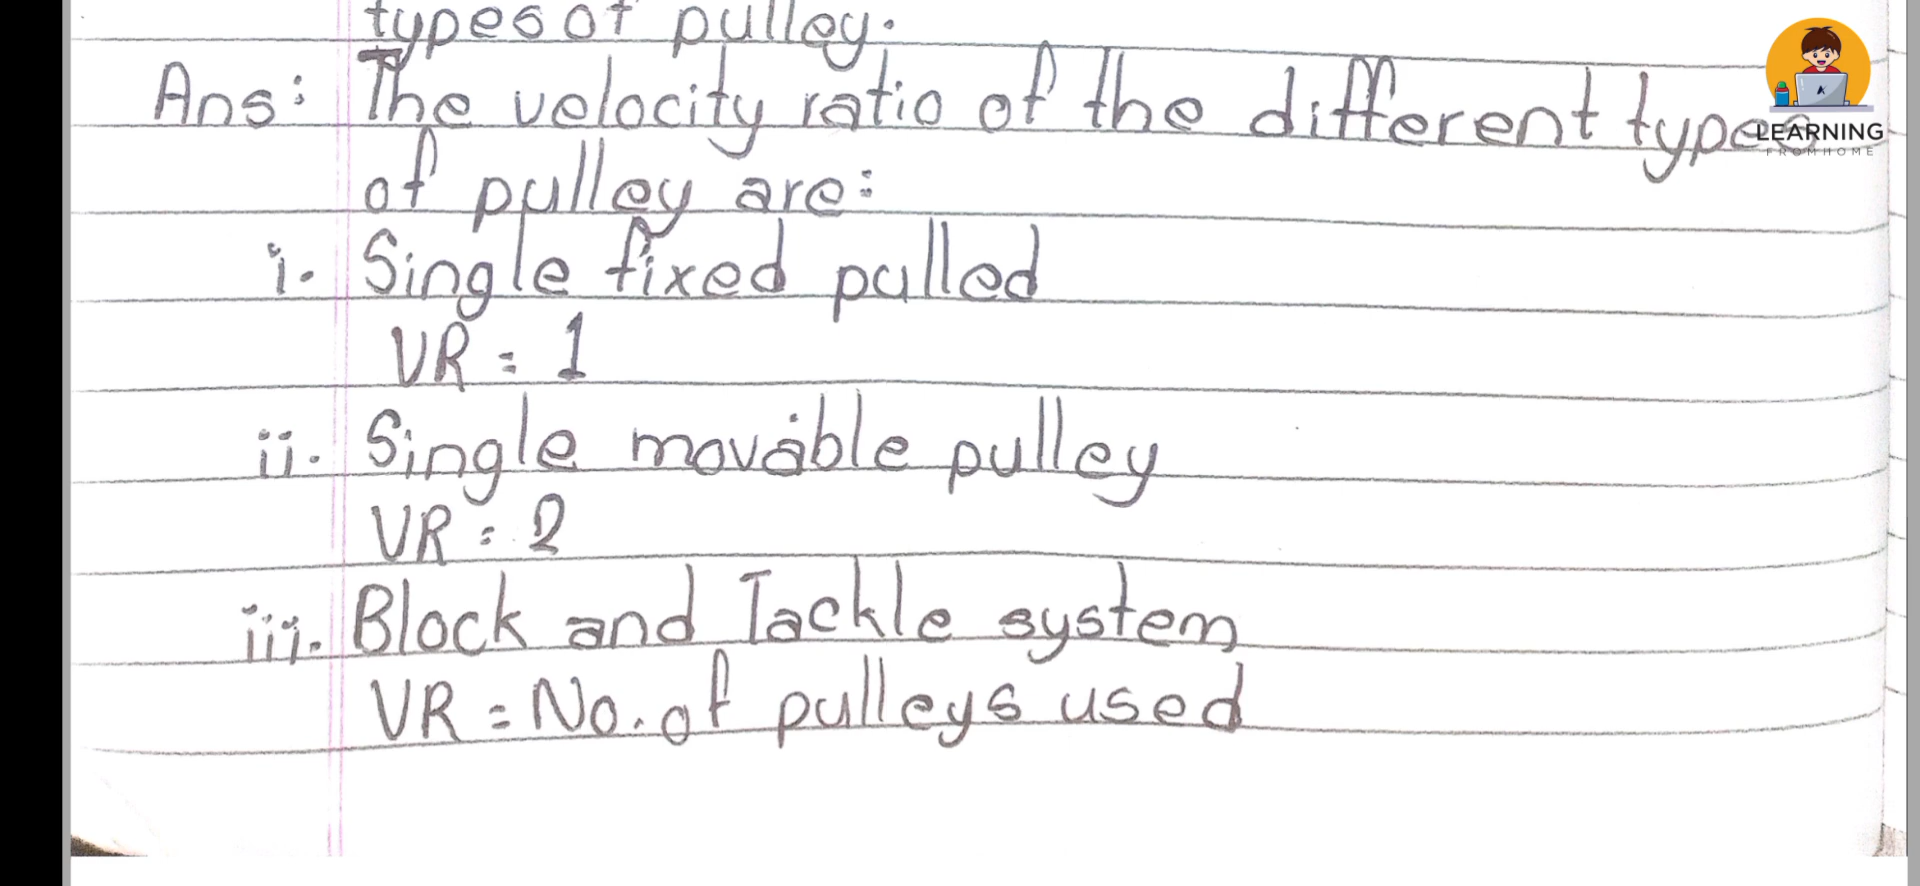 types of pulley.
Ans: The velocity ratio of the different types
of pulley are:
i. Single fixed pulled
VR = 1
ii. Single movable pulley
VR = 2
iii. Block and Tackle system
VR = No. of pulleys used
LEARNING
FROM HOME
K